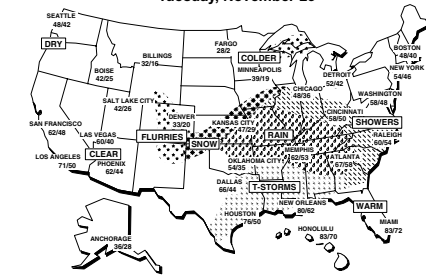 Tuesday, November 26
SEATTLE
48/42
DRY
BILLINGS
32/16
BOISE
42/25
FARGO
28/2
COLDER
MINNEAPOLIS
39/19
DETROIT
52/42
BOSTON
48/40
NEW YORK
54/46
CHICAGO
48/36
WASHINGTON
58/48
SALT LAKE CITY
42/26
DENVER
33/20
KANSAS CITY
47/29
CINCINNATI
58/50
SHOWERS
RALEIGH
60/54
SAN FRANCISCO
62/48
LAS VEGAS
60/40
FLURRIES
SNOW
RAIN
MEMPHIS
62/53
ATLANTA
67/58
LOS ANGELES
71/50
CLEAR
PHOENIX
62/44
OKLAHOMA CITY
54/35
DALLAS
66/44
T-STORMS
HOUSTON
76/50
NEW ORLEANS
80/62
WARM
MIAMI
83/72
ANCHORAGE
36/28
HONOLULU
83/70